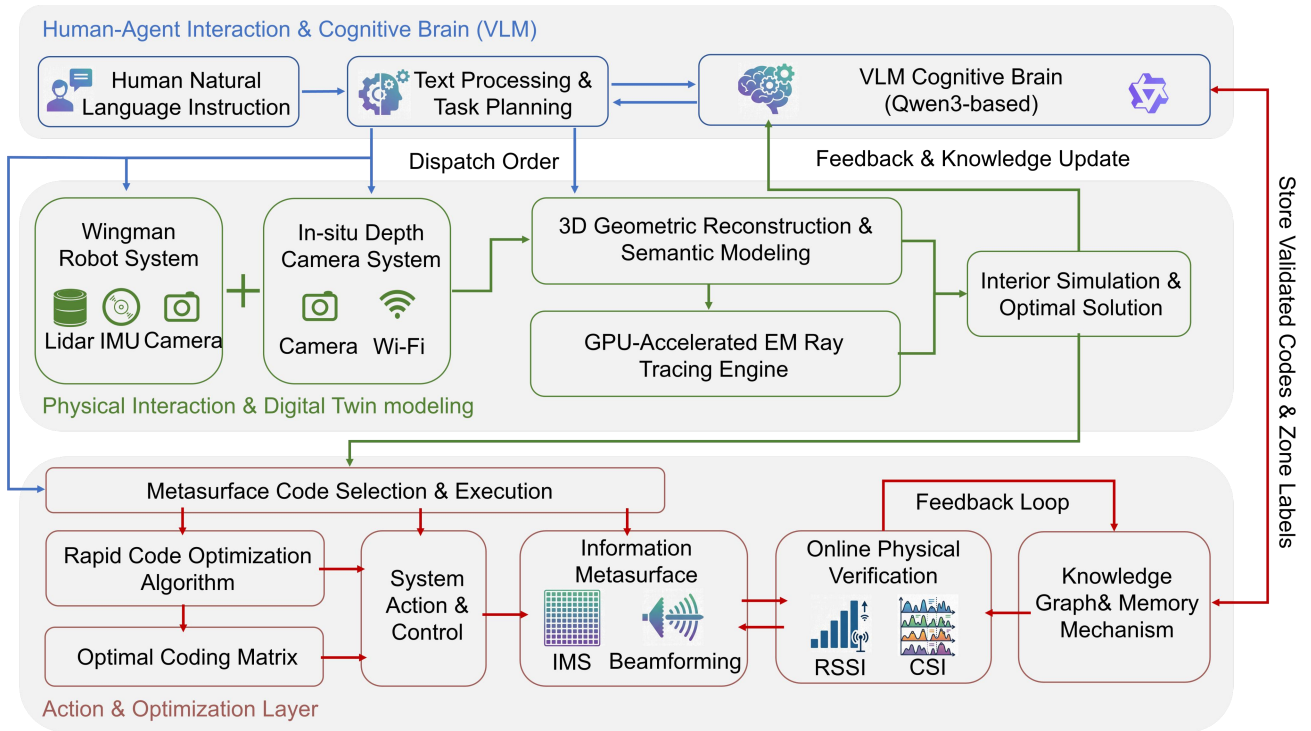 Human-Agent Interaction & Cognitive Brain (VLM)
Human Natural
Language Instruction
Text Processing &
Task Planning
VLM Cognitive Brain
(Qwen3-based)
Dispatch Order
Feedback & Knowledge Update
Wingman
Robot System
Lidar IMU Camera
In-situ Depth
Camera System
Camera Wi-Fi
3D Geometric Reconstruction &
Semantic Modeling
GPU-Accelerated EM Ray
Tracing Engine
Interior Simulation &
Optimal Solution
Physical Interaction & Digital Twin modeling
Store Validated Codes & Zone Labels
Metasurface Code Selection & Execution
Rapid Code Optimization
Algorithm
Optimal Coding Matrix
System
Action &
Control
Information
Metasurface
IMS Beamforming
Online Physical
Verification
RSSI CSI
Feedback Loop
Knowledge
Graph& Memory
Mechanism
Action & Optimization Layer